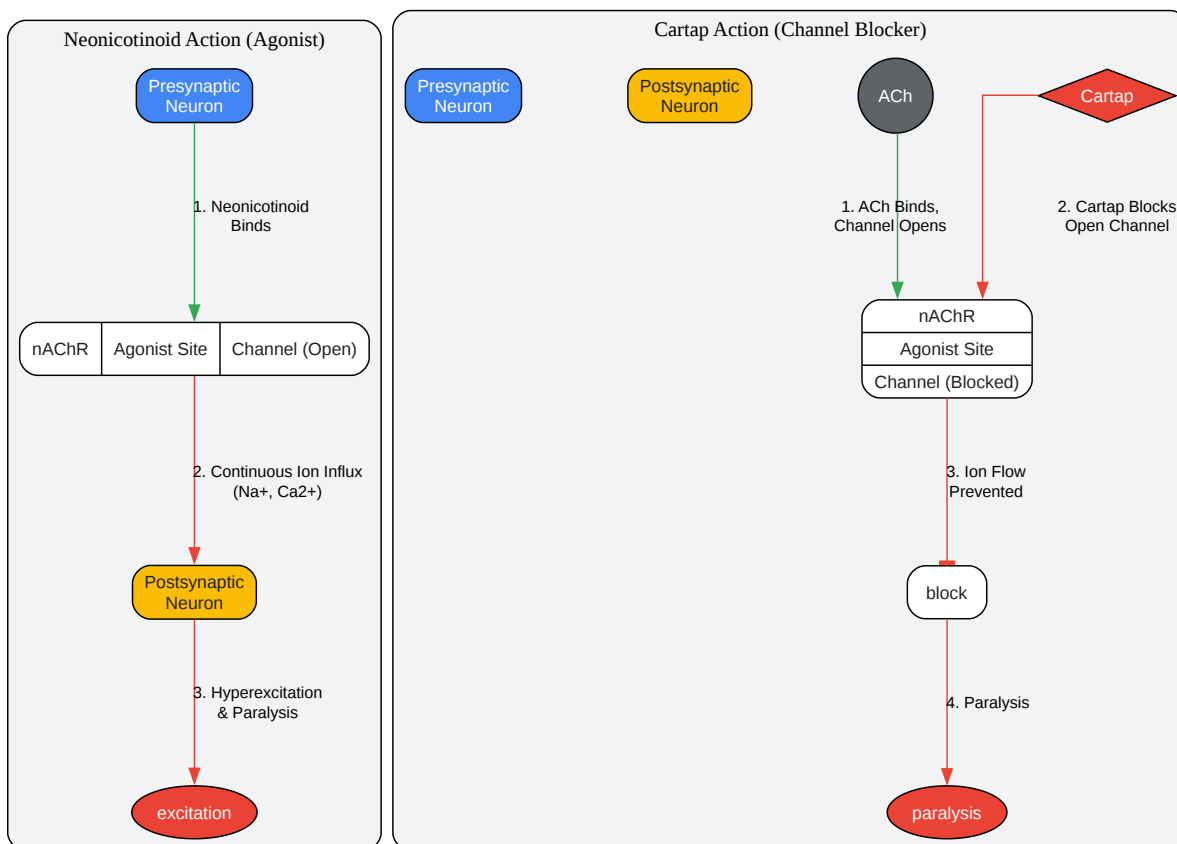 Neonicotinoid Action (Agonist)
Presynaptic
Neuron
1. Neonicotinoid
Binds
nAChR
Agonist Site
Channel (Open)
2. Continuous Ion Influx
(Na+, Ca2+)
Postsynaptic
Neuron
3. Hyperexcitation
& Paralysis
excitation
Cartap Action (Channel Blocker)
Presynaptic
Neuron
Postsynaptic
Neuron
ACh
Cartap
1. ACh Binds,
Channel Opens
2. Cartap Blocks
Open Channel
nAChR
Agonist Site
Channel (Blocked)
3. Ion Flow
Prevented
block
4. Paralysis
paralysis